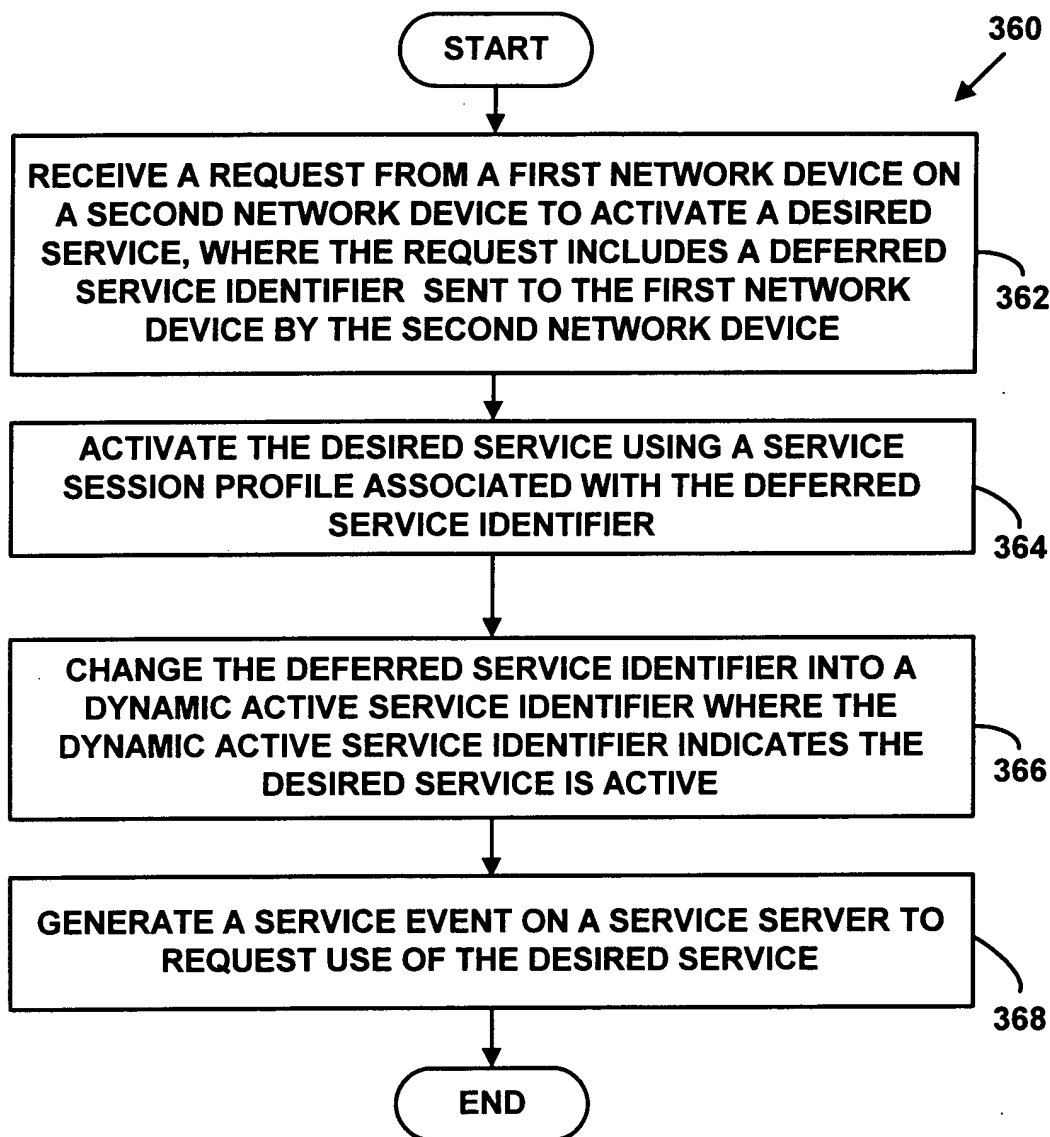 START
360
RECEIVE A REQUEST FROM A FIRST NETWORK DEVICE ON
A SECOND NETWORK DEVICE TO ACTIVATE A DESIRED
SERVICE, WHERE THE REQUEST INCLUDES A DEFERRED
SERVICE IDENTIFIER SENT TO THE FIRST NETWORK
DEVICE BY THE SECOND NETWORK DEVICE
362
ACTIVATE THE DESIRED SERVICE USING A SERVICE
SESSION PROFILE ASSOCIATED WITH THE DEFERRED
SERVICE IDENTIFIER
364
CHANGE THE DEFERRED SERVICE IDENTIFIER INTO A
DYNAMIC ACTIVE SERVICE IDENTIFIER WHERE THE
DYNAMIC ACTIVE SERVICE IDENTIFIER INDICATES THE
DESIRED SERVICE IS ACTIVE
366
GENERATE A SERVICE EVENT ON A SERVICE SERVER TO
REQUEST USE OF THE DESIRED SERVICE
368
END